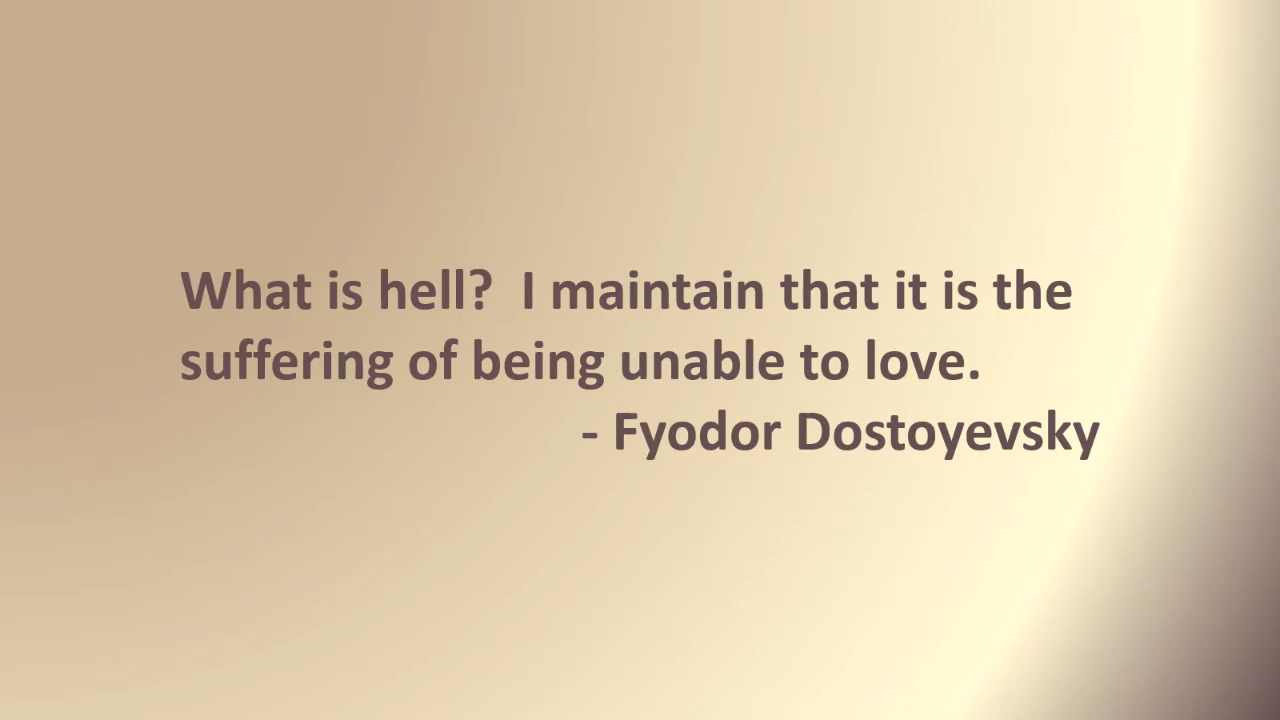 What is hell?  I maintain that it is the
suffering of being unable to love.
- Fyodor Dostoyevsky